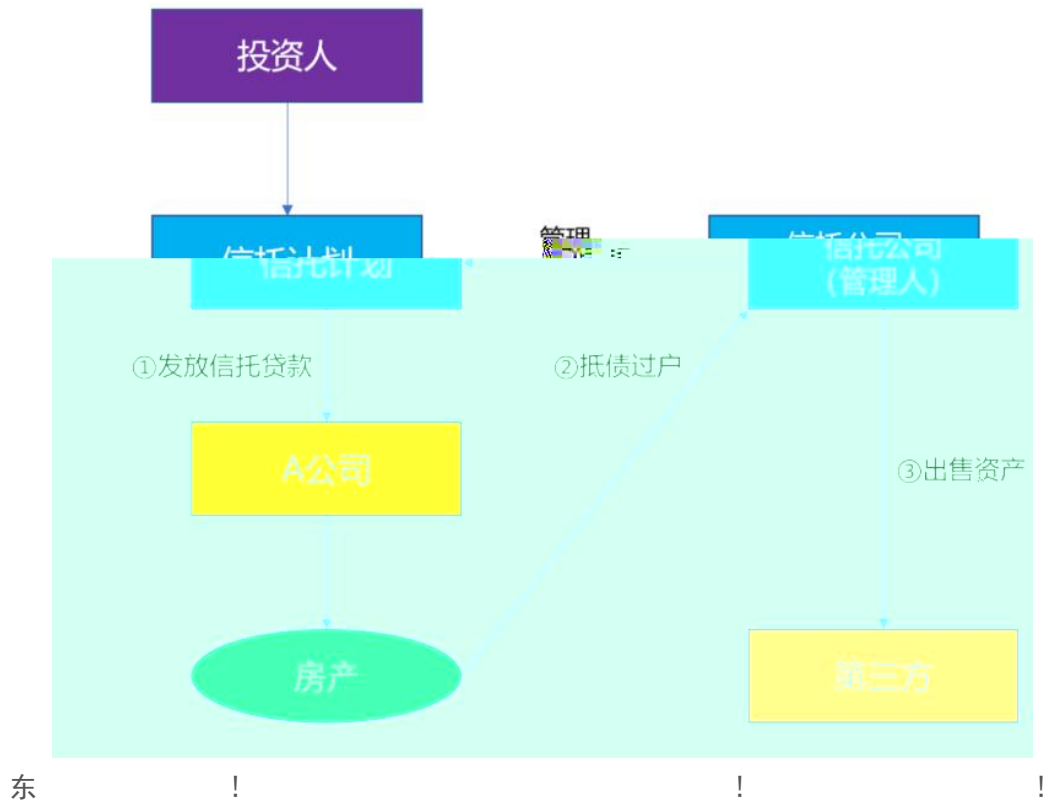 投资人
信托计划
管理
信托公司
（管理人）
①发放信托贷款
②抵债过户
A公司
③出售资产
房产
第三方
东 ! ! !